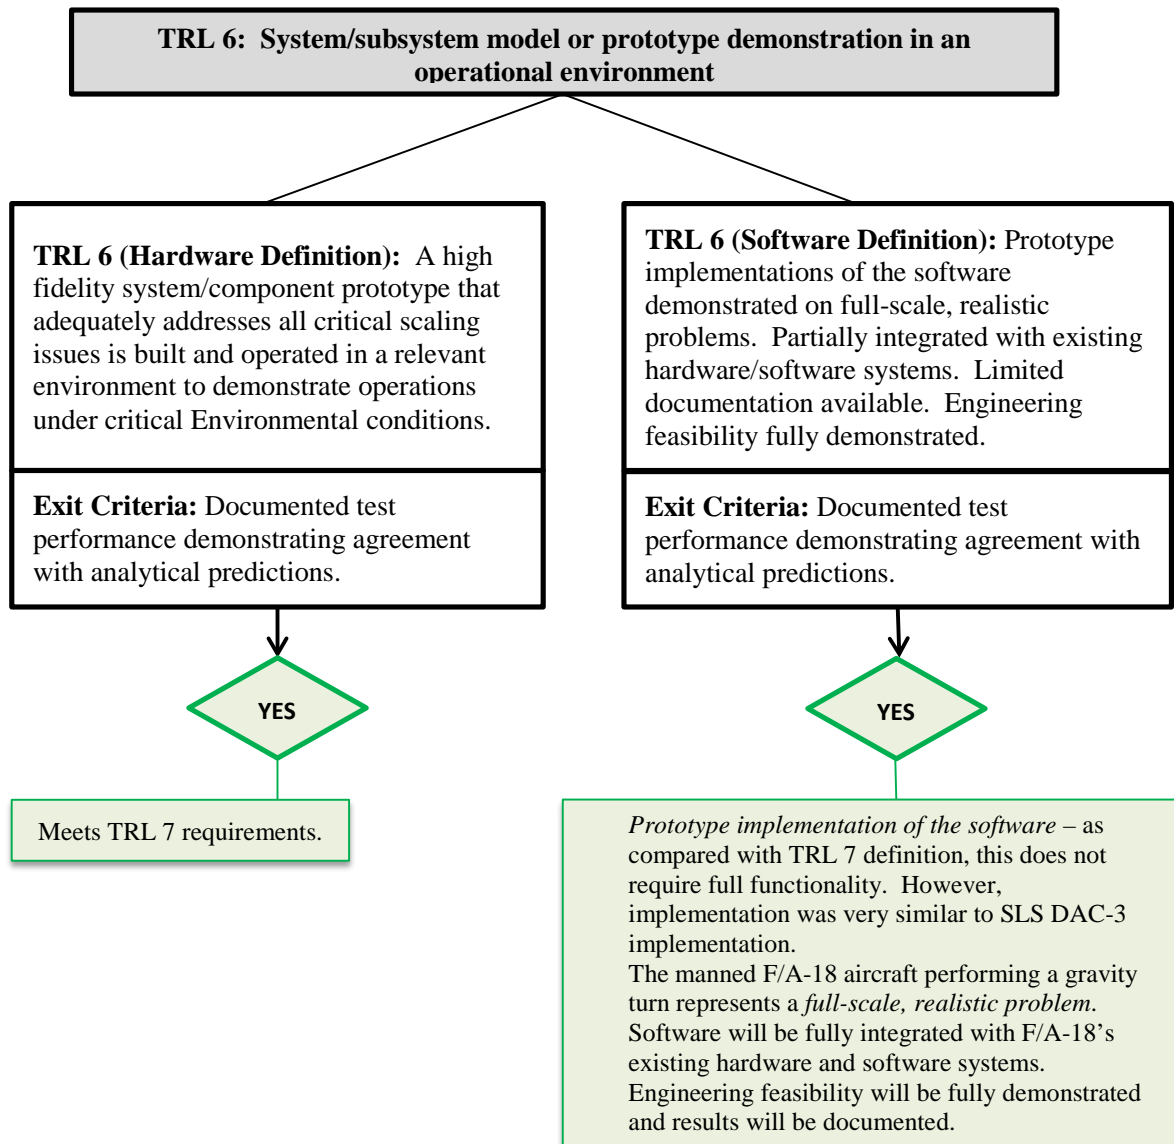 TRL 6:  System/subsystem model or prototype demonstration in an
operational environment
TRL 6 (Hardware Definition):  A high
fidelity system/component prototype that
adequately addresses all critical scaling
issues is built and operated in a relevant
environment to demonstrate operations
under critical Environmental conditions.
Exit Criteria: Documented test
performance demonstrating agreement
with analytical predictions.
YES
Meets TRL 7 requirements.
TRL 6 (Software Definition): Prototype
implementations of the software
demonstrated on full-scale, realistic
problems.  Partially integrated with existing
hardware/software systems.  Limited
documentation available.  Engineering
feasibility fully demonstrated.
Exit Criteria: Documented test
performance demonstrating agreement with
analytical predictions.
YES
Prototype implementation of the software – as
compared with TRL 7 definition, this does not
require full functionality.  However,
implementation was very similar to SLS DAC-3
implementation.
The manned F/A-18 aircraft performing a gravity
turn represents a full-scale, realistic problem.
Software will be fully integrated with F/A-18’s
existing hardware and software systems.
Engineering feasibility will be fully demonstrated
and results will be documented.